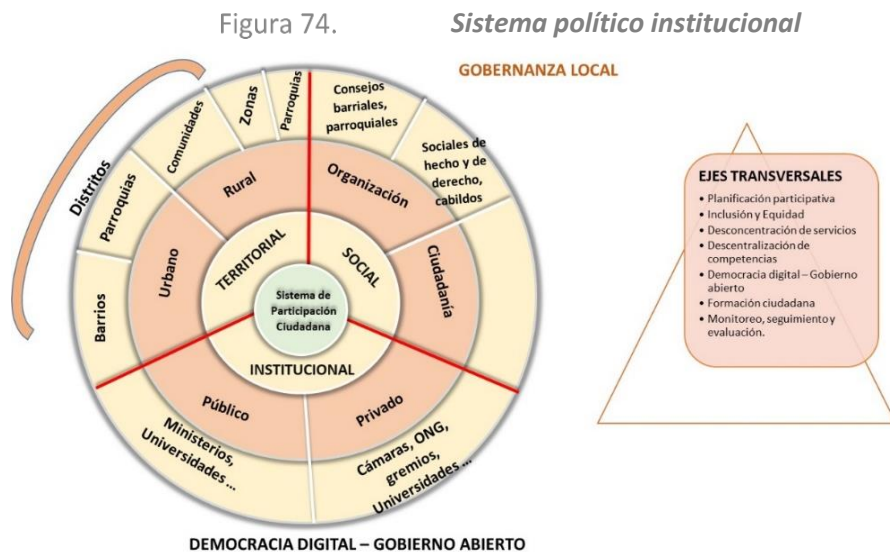 Figura 74. Sistema político institucional
GOBERNANZA LOCAL
Distritos
Barrios
Parroquias
Comunidades
Zonas
Parroquias
Consejos
barriales,
parroquiales
Sociales de
hecho y de
derecho,
cabildos
Urbano
Rural
Organización
Ciudadanía
TERRITORIAL
SOCIAL
INSTITUCIONAL
Sistema de
Participación
Ciudadana
Público
Privado
Ministerios,
Universidades ...
Cámaras, ONG,
gremios,
Universidades ...
DEMOCRACIA DIGITAL – GOBIERNO ABIERTO
EJES TRANSVERSALES
• Planificación participativa
• Inclusión y Equidad
• Desconcentración de servicios
• Descentralización de
competencias
• Democracia digital – Gobierno
abierto
• Formación ciudadana
• Monitoreo, seguimiento y
evaluación.